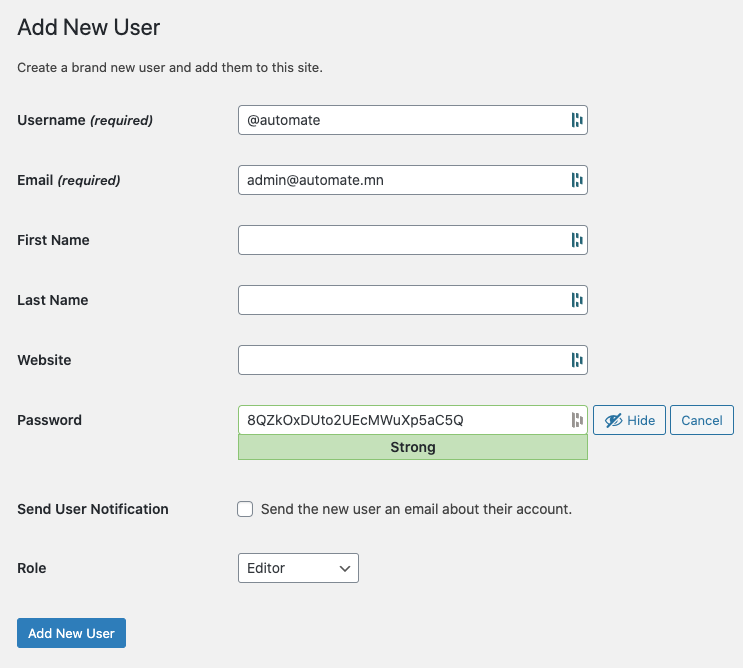 Add New User
Create a brand new user and add them to this site.
Username (required)
@automate
Email (required)
admin@automate.mn
First Name
Last Name
Website
Password
8QZkOxDUto2UEcMWuXp5aC5Q
Hide
Cancel
Strong
Send User Notification
Send the new user an email about their account.
Role
Editor
Add New User